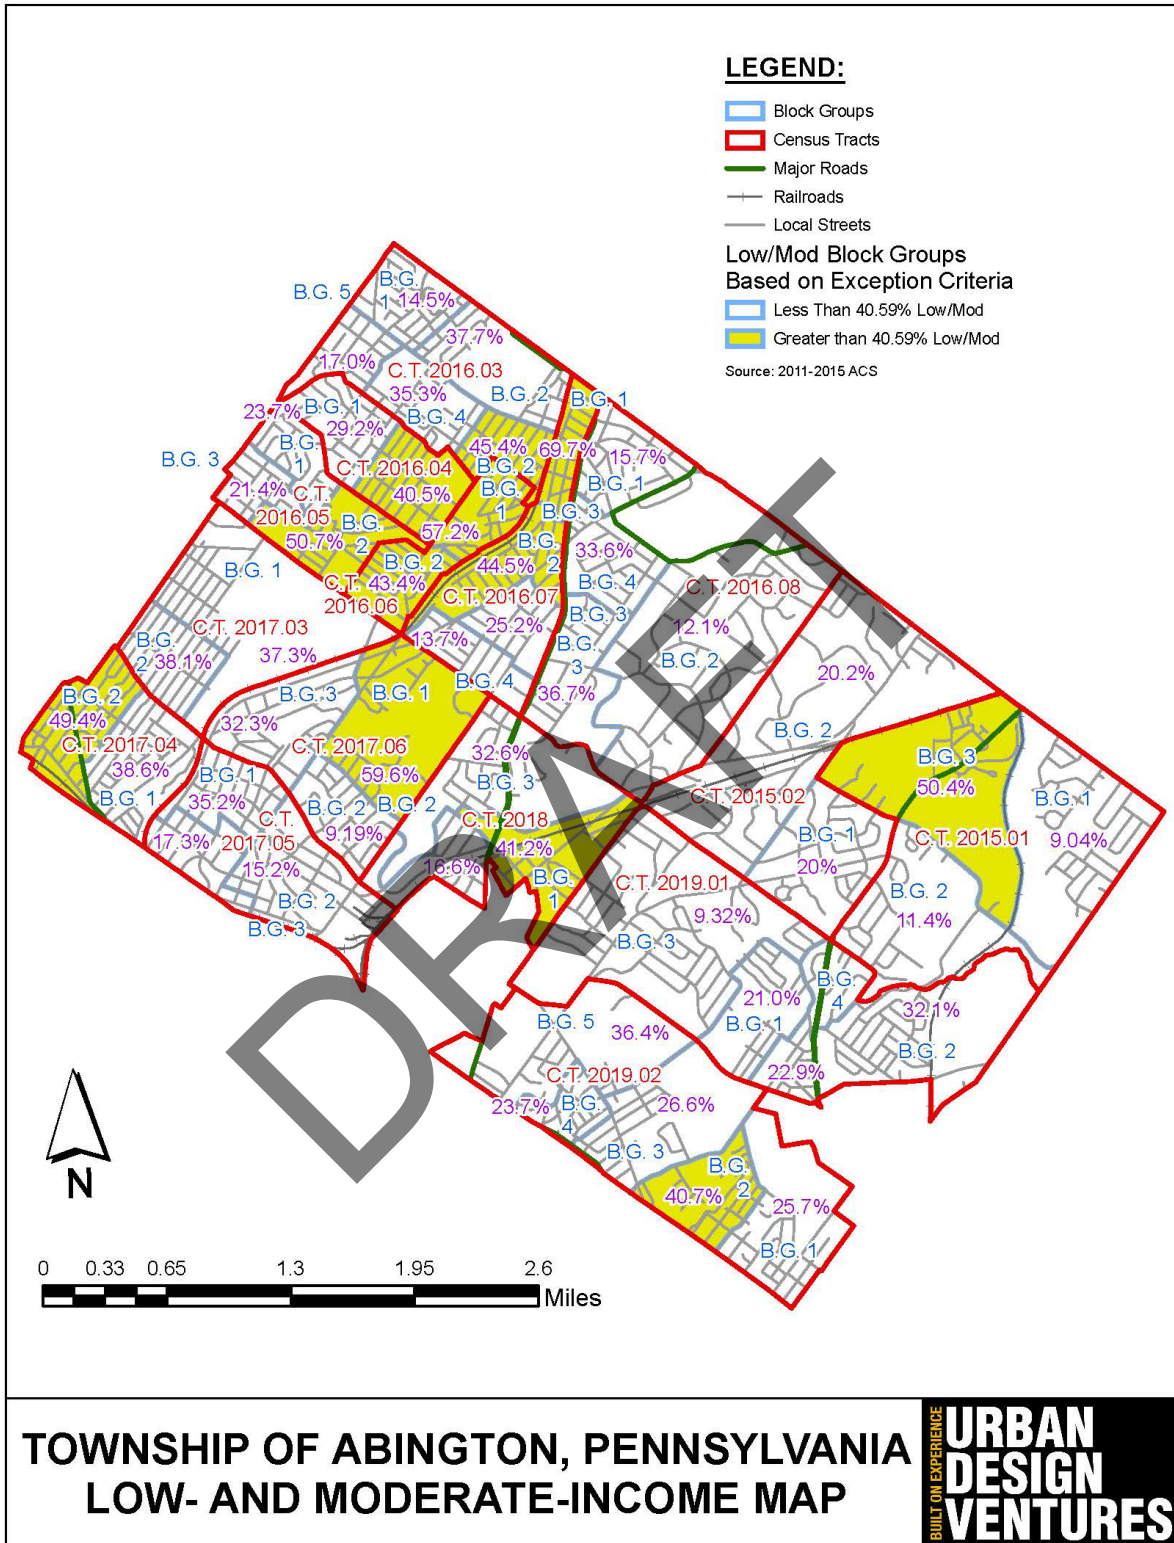 LEGEND:
Block Groups
Census Tracts
Major Roads
Railroads
Local Streets
Low/Mod Block Groups
Based on Exception Criteria
Less Than 40.59% Low/Mod
Greater than 40.59% Low/Mod
Source: 2011-2015 ACS
B.G.
1
14.5%
B.G. 5
37.7%
17.0%
C.T. 2016.03
35.3%
B.G. 2
B.G. 1
23.7%
B.G. 1
29.2%
B.G. 4
B.G.
1
B.G. 3
45.4%
69.7%
15.7%
C.T. 2016.04
B.G. 2
40.5%
B.G.
1
B.G. 1
21.4%
C.T.
2016.05
B.G. 3
50.7%
B.G.
2
57.2%
B.G.
2
33.6%
B.G. 2
44.5%
B.G. 1
C.T.
2016.06
43.4%
C.T. 2016.07
B.G. 4
C.T. 2016.08
B.G. 3
25.2%
12.1%
C.T. 2017.03
37.3%
13.7%
B.G.
3
B.G. 2
B.G.
2
38.1%
20.2%
B.G. 3
B.G. 1
B.G. 4
36.7%
B.G. 2
49.4%
32.3%
B.G. 2
C.T. 2017.04
38.6%
C.T. 2017.06
32.6%
B.G. 3
50.4%
B.G. 1
59.6%
B.G. 3
C.T. 2015.02
B.G. 1
35.2%
B.G. 1
B.G. 2
B.G. 2
C.T. 2018
B.G. 1
9.04%
17.3%
C.T.
2017.05
9.19%
41.2%
C.T. 2015.01
15.2%
16.6%
20%
B.G.
1
C.T. 2019.01
B.G. 2
B.G. 2
9.32%
11.4%
B.G. 3
B.G. 3
B.G.
4
21.0%
32.1%
B.G. 5
36.4%
B.G. 1
B.G. 2
C.T. 2019.02
22.9%
23.7%
B.G.
4
26.6%
B.G. 3
B.G.
2
40.7%
25.7%
B.G. 1
DRAFT
N
0 0.33 0.65 1.3 1.95 2.6
Miles
TOWNSHIP OF ABINGTON, PENNSYLVANIA
LOW- AND MODERATE-INCOME MAP
BUILT ON EXPERIENCE
URBAN
DESIGN
VENTURES